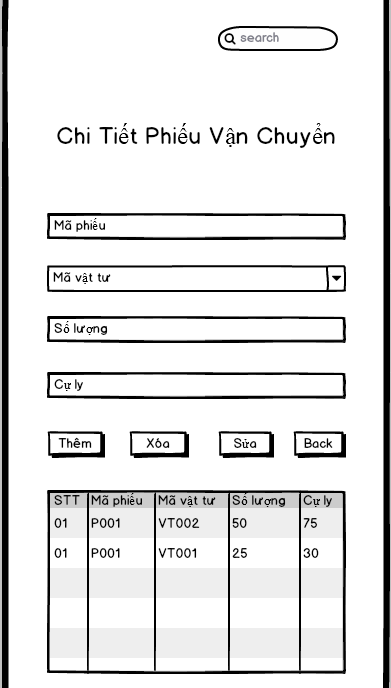 search
Chi Tiết Phiếu Vận Chuyển
Mã phiếu
Mã vật tư
Số lượng
Cự ly
Thêm Xóa Sửa Back
STT Mã phiếu Mã vật tư Số lượng Cự ly
01 P001 VT002 50 75
01 P001 VT001 25 30